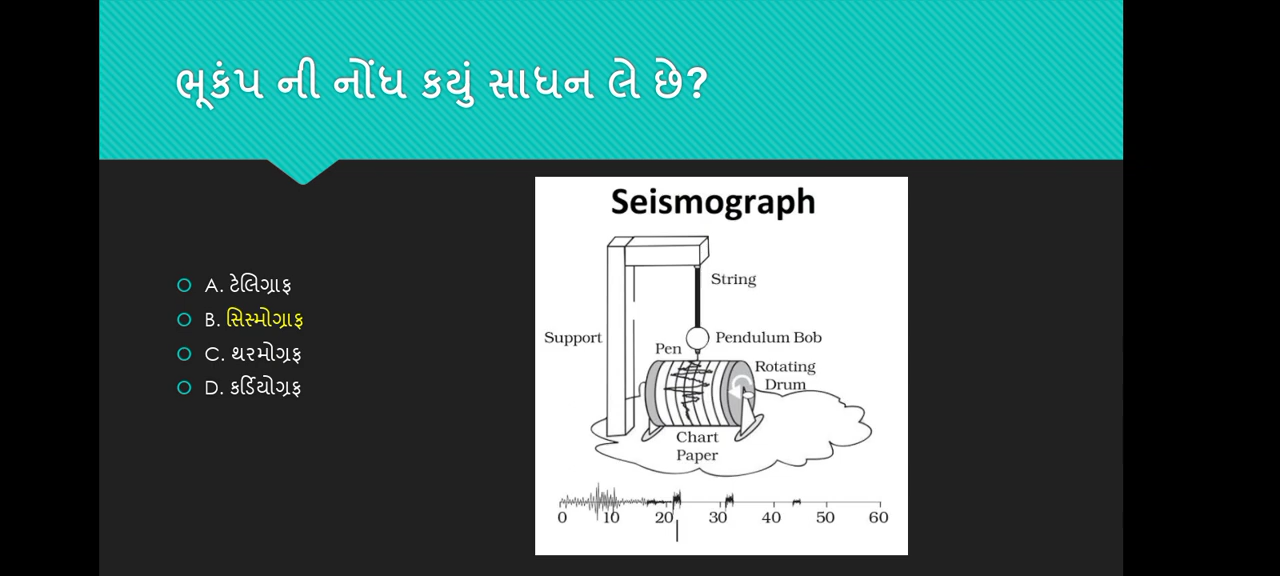 ભૂકંપ ની નોંધ કયું સાધન લે છે?
A. ટેલિગ્રાફ
B. સિસ્મોગ્રાફ
C. થરમોગ્રફ
D. કર્ડિયોગ્રફ
Seismograph
String
Support
Pendulum Bob
Pen
Rotating
Drum
Chart
Paper
0 10 20 30 40 50 60